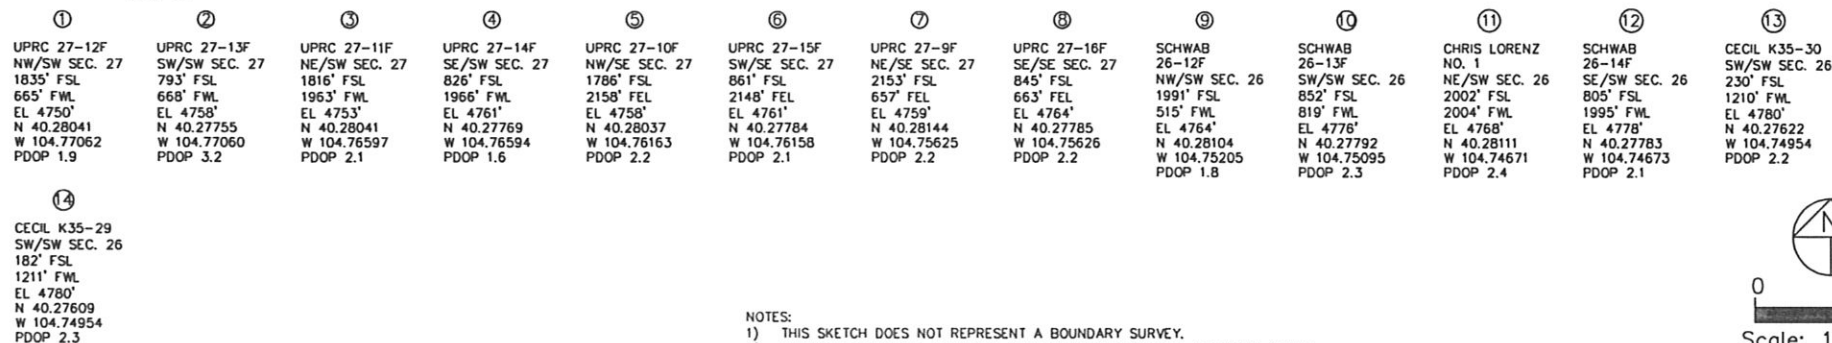 ①
UPRC 27-12F
NW/SW SEC. 27
1835' FSL
665' FWL
EL 4750'
N 40.28041
W 104.77062
PDOP 1.9
②
UPRC 27-13F
SW/SW SEC. 27
793' FSL
668' FWL
EL 4758'
N 40.27755
W 104.77060
PDOP 3.2
③
UPRC 27-11F
NE/SW SEC. 27
1816' FSL
1963' FWL
EL 4753'
N 40.28041
W 104.76597
PDOP 2.1
④
UPRC 27-14F
SE/SW SEC. 27
826' FSL
1966' FWL
EL 4761'
N 40.27769
W 104.76594
PDOP 1.6
⑤
UPRC 27-10F
NW/SE SEC. 27
1786' FSL
2158' FEL
EL 4758'
N 40.28037
W 104.76163
PDOP 2.2
⑥
UPRC 27-15F
SW/SE SEC. 27
861' FSL
2148' FEL
EL 4761'
N 40.27784
W 104.76158
PDOP 2.1
⑦
UPRC 27-9F
NE/SE SEC. 27
2153' FSL
657' FEL
EL 4759'
N 40.28144
W 104.75625
PDOP 2.2
⑧
UPRC 27-16F
SE/SE SEC. 27
845' FSL
663' FEL
EL 4764'
N 40.27785
W 104.75626
PDOP 2.2
⑨
SCHWAB
26-12F
NW/SW SEC. 26
1991' FSL
515' FWL
EL 4764'
N 40.28104
W 104.75205
PDOP 1.8
⑩
SCHWAB
26-13F
SW/SW SEC. 26
852' FSL
819' FWL
EL 4776'
N 40.27792
W 104.75095
PDOP 2.3
⑪
CHRIS LORENZ
NO. 1
NE/SW SEC. 26
2002' FSL
2004' FWL
EL 4768'
N 40.28111
W 104.74671
PDOP 2.4
⑫
SCHWAB
26-14F
SE/SW SEC. 26
805' FSL
1995' FWL
EL 4778'
N 40.27783
W 104.74673
PDOP 2.1
⑬
CECIL K35-30
SW/SW SEC. 26
230' FSL
1210' FWL
EL 4780'
N 40.27622
W 104.74954
PDOP 2.2
⑭
CECIL K35-29
SW/SW SEC. 26
182' FSL
1211' FWL
EL 4780'
N 40.27609
W 104.74954
PDOP 2.3
NOTES:
1) THIS SKETCH DOES NOT REPRESENT A BOUNDARY SURVEY.
N
0
Scale: 1